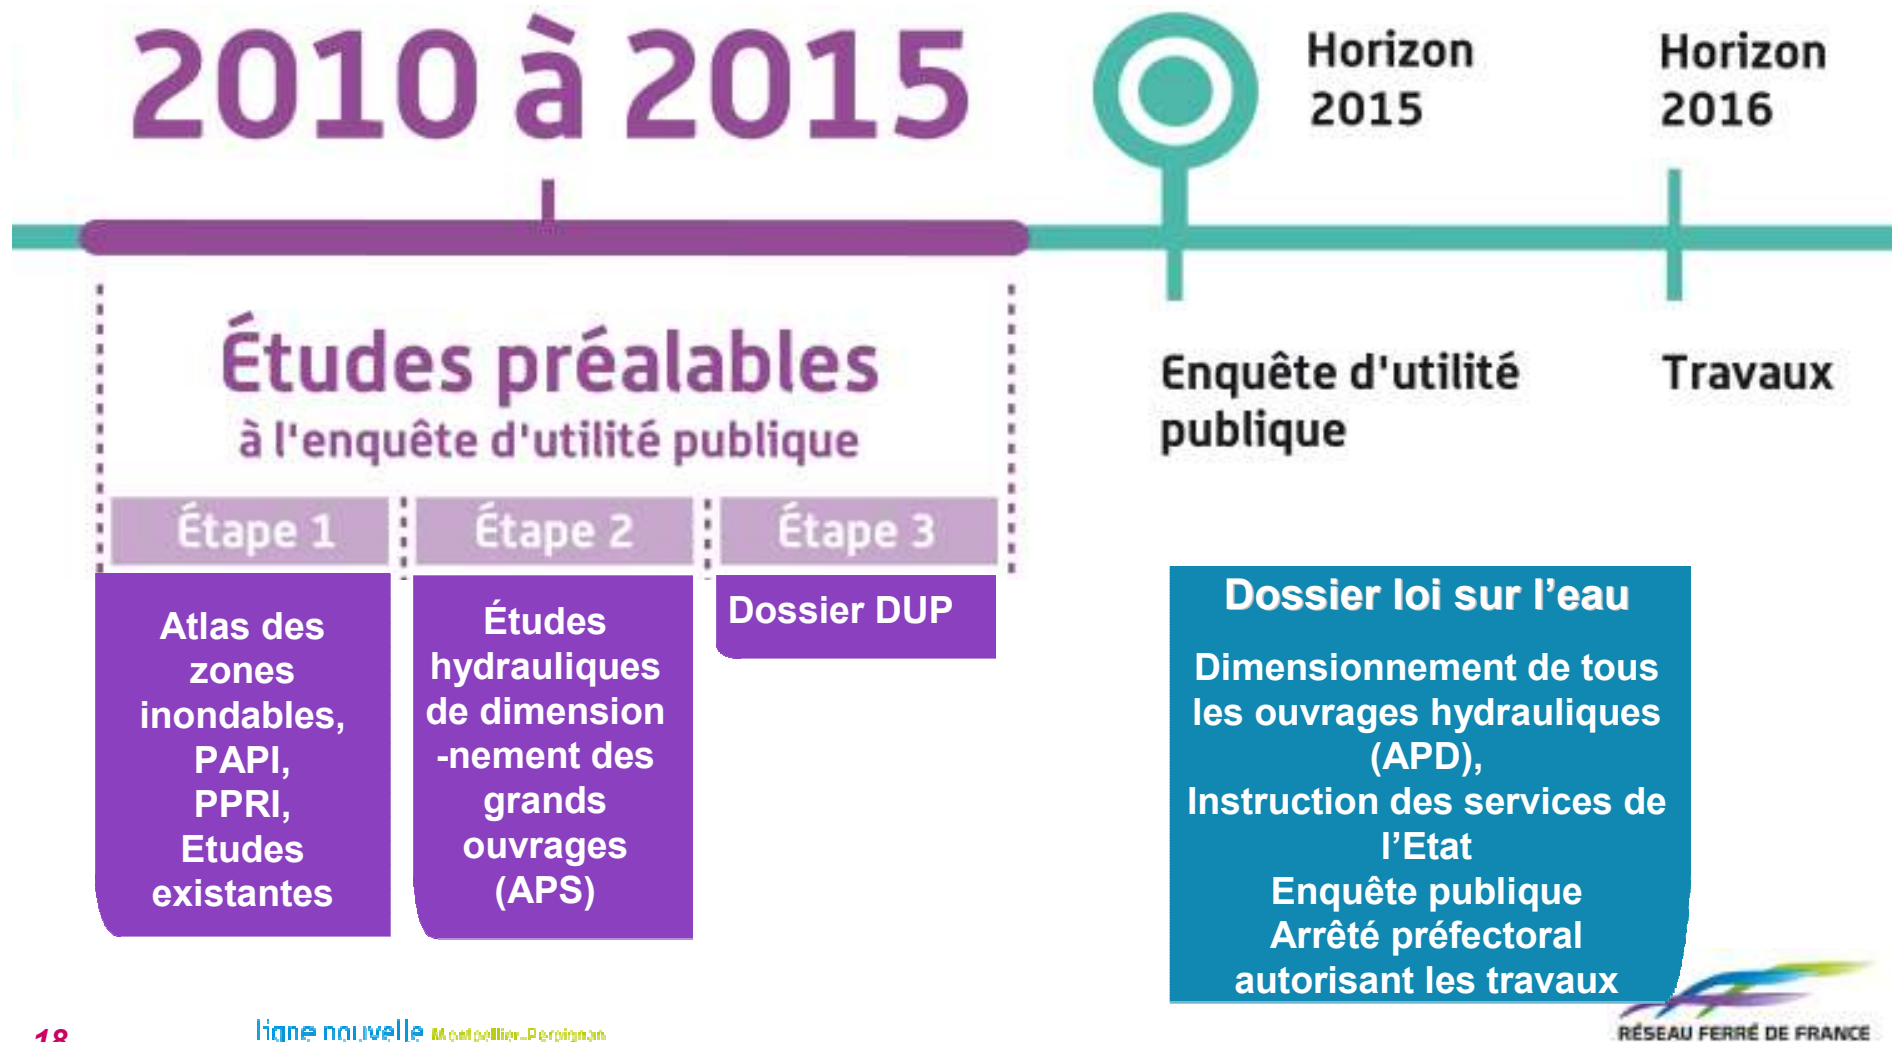 2010 à 2015
Horizon
2015
Horizon
2016
Études préalables
à l'enquête d'utilité publique
Enquête d'utilité
publique
Travaux
Étape 1
Étape 2
Étape 3
Atlas des
zones
inondables,
PAPI,
PPRI,
Etudes
existantes
Études
hydrauliques
de dimension
-nement des
grands
ouvrages
(APS)
Dossier DUP
Dossier loi sur l’eau
Dimensionnement de tous
les ouvrages hydrauliques
(APD),
Instruction des services de
l’Etat
Enquête publique
Arrêté préfectoral
autorisant les travaux
18
ligne nouvelle Montpellier-Perpignan
RÉSEAU FERRÉ DE FRANCE